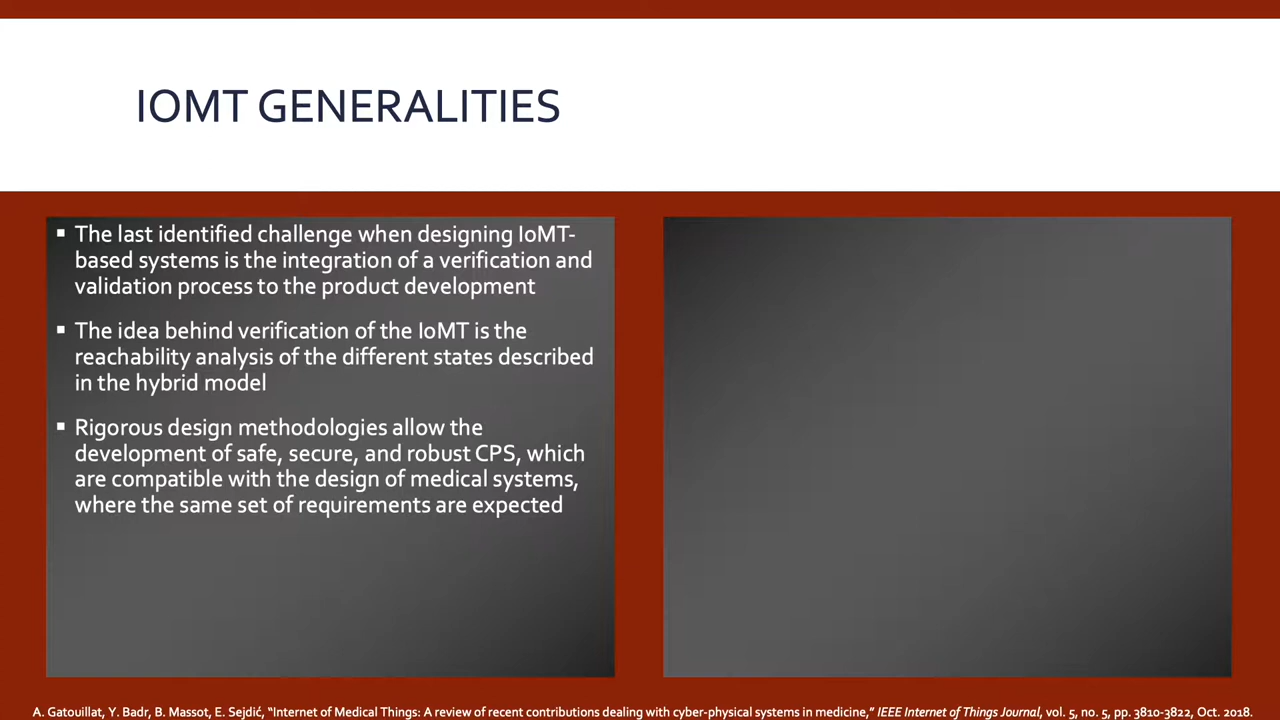 IOMT GENERALITIES
▪ The last identified challenge when designing IoMT-
based systems is the integration of a verification and
validation process to the product development
▪ The idea behind verification of the IoMT is the
reachability analysis of the different states described
in the hybrid model
▪ Rigorous design methodologies allow the
development of safe, secure, and robust CPS, which
are compatible with the design of medical systems,
where the same set of requirements are expected
A. Gatouillat, Y. Badr, B. Massot, E. Sejdić, “Internet of Medical Things: A review of recent contributions dealing with cyber-physical systems in medicine,” IEEE Internet of Things Journal, vol. 5, no. 5, pp. 3810-3822, Oct. 2018.